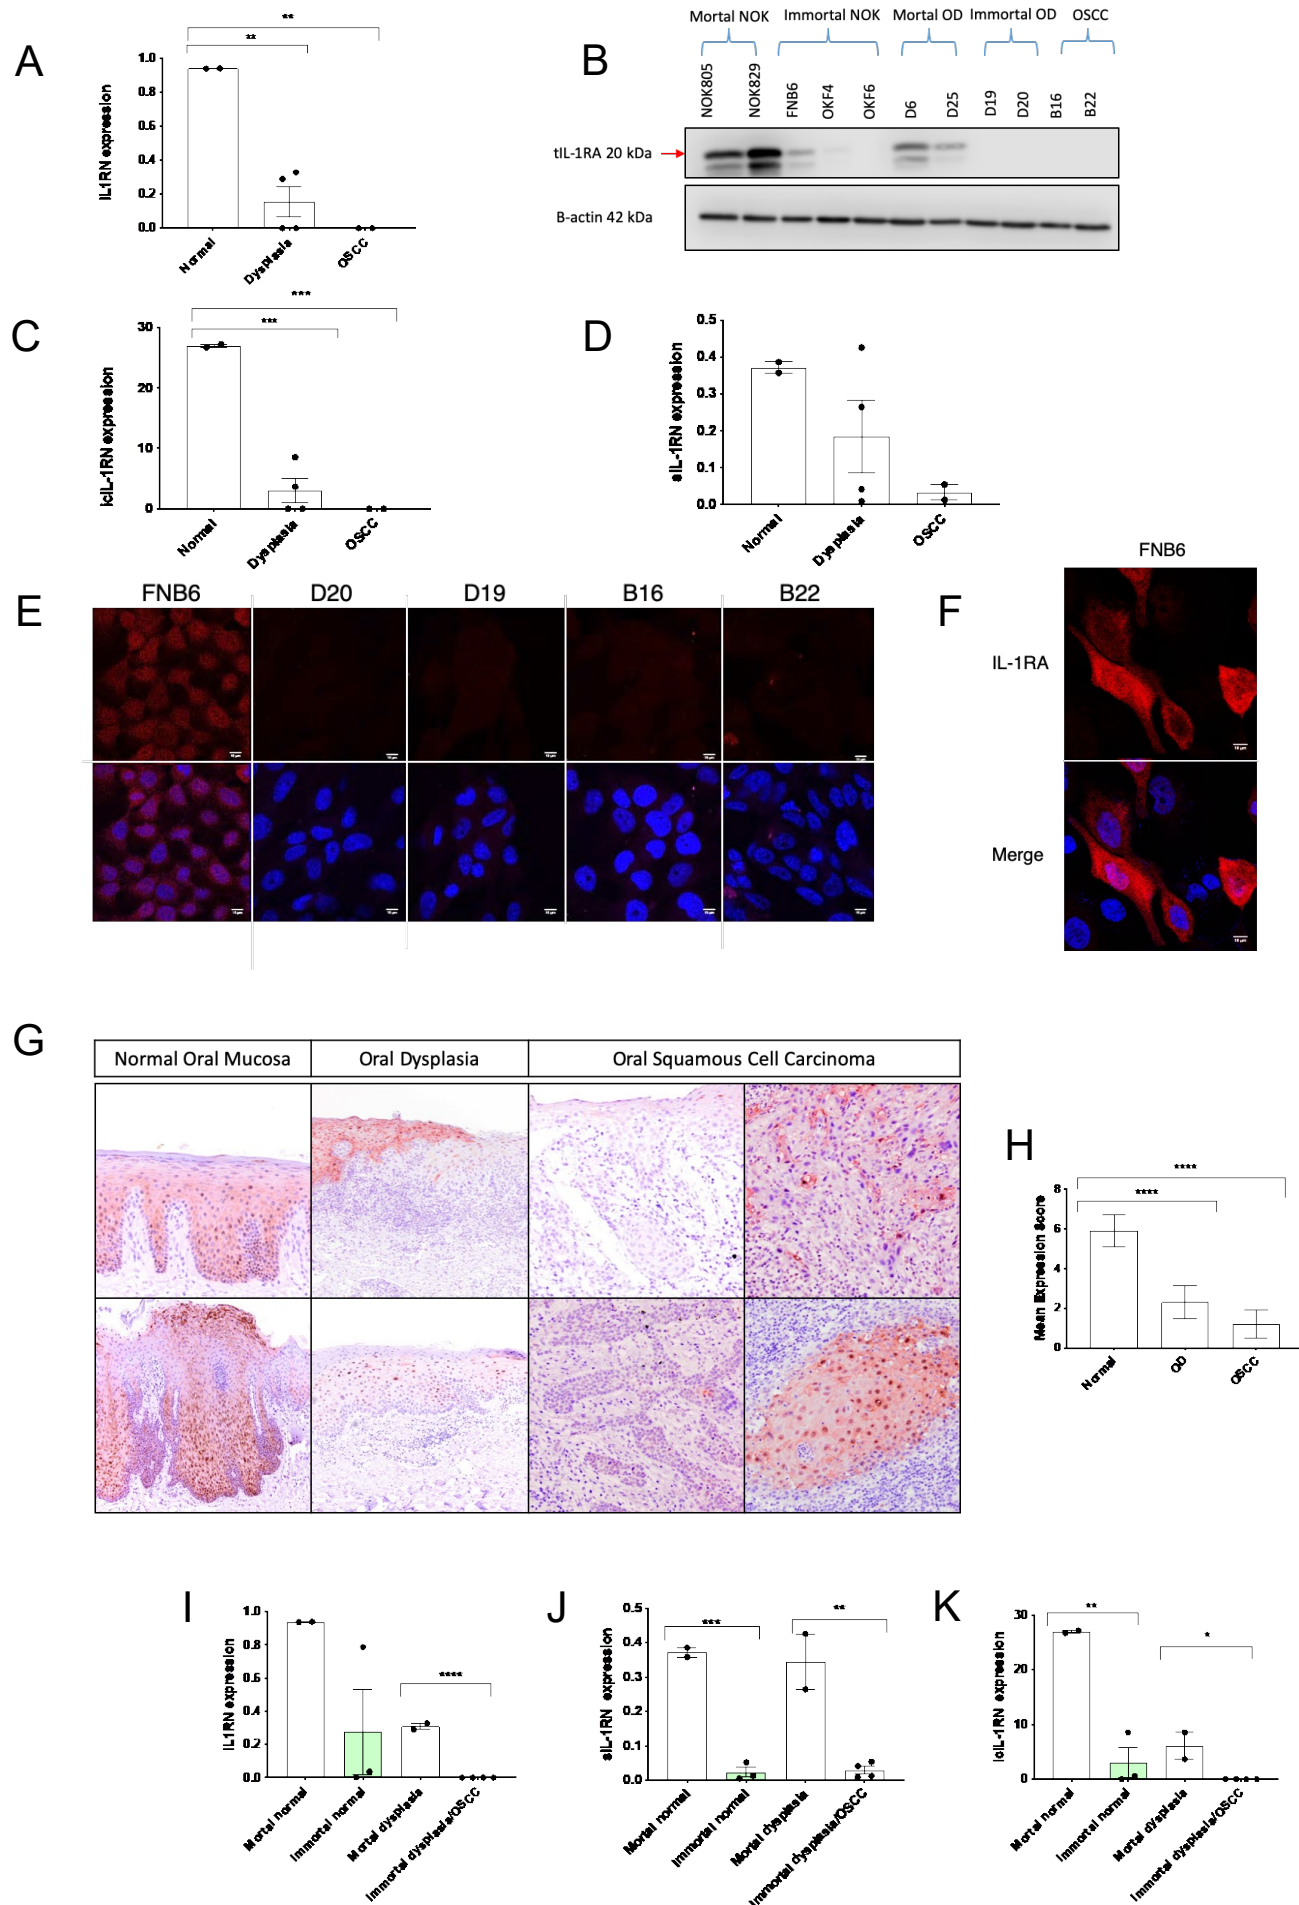 A
**
**
IL1RN expression
1.0
0.8
0.6
0.4
0.2
0.0
Normal
Dysplasia
OSCC
B
Mortal NOK
Immortal NOK
Mortal OD
Immortal OD
OSCC
NOK805
NOK829
FNB6
OKF4
OKF6
D6
D25
D19
D20
B16
B22
tIL-1RA 20 kDa
B-actin 42 kDa
C
***
***
icIL-1RN expression
30
20
10
0
Normal
Dysplasia
OSCC
D
sIL-1RN expression
0.5
0.4
0.3
0.2
0.1
0.0
Normal
Dysplasia
OSCC
E
FNB6
D20
D19
B16
B22
F
FNB6
IL-1RA
Merge
G
Normal Oral Mucosa
Oral Dysplasia
Oral Squamous Cell Carcinoma
H
****
****
Mean Expression Score
8
6
4
2
0
Normal
OD
OSCC
I
****
IL1RN expression
1.0
0.8
0.6
0.4
0.2
0.0
Mortal normal
Immortal normal
Mortal dysplasia
Immortal dysplasia/OSCC
J
***
**
sIL-1RN expression
0.5
0.4
0.3
0.2
0.1
0.0
Mortal normal
Immortal normal
Mortal dysplasia
Immortal dysplasia/OSCC
K
**
*
icIL-1RN expression
30
20
10
0
Mortal normal
Immortal normal
Mortal dysplasia
Immortal dysplasia/OSCC